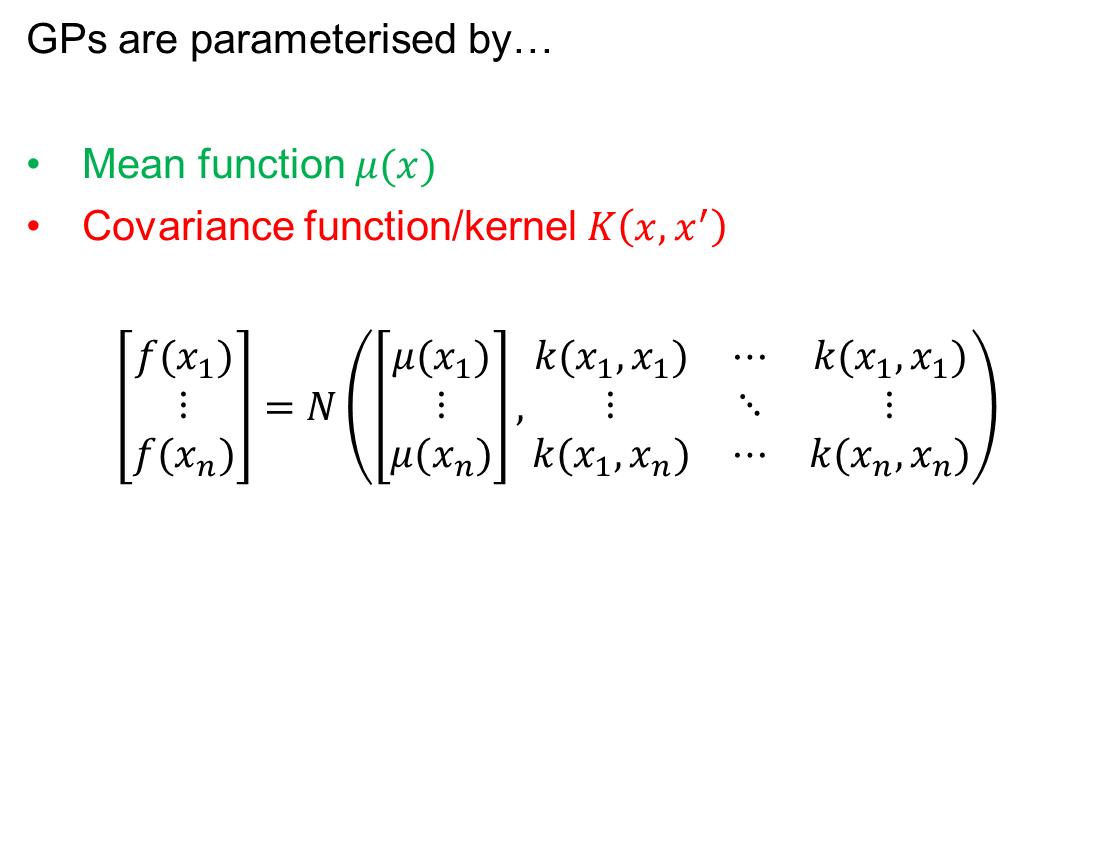 GPs are parameterised by…
• Mean function 𝜇(𝑥)
• Covariance function/kernel 𝐾(𝑥, 𝑥′)
[𝑓(𝑥₁) ⋮ 𝑓(𝑥ₙ)] = 𝑁([𝜇(𝑥₁) ⋮ 𝜇(𝑥ₙ)], 𝑘(𝑥₁, 𝑥₁) ⋯ 𝑘(𝑥₁, 𝑥₁) ⋮ ⋱ ⋮ 𝑘(𝑥₁, 𝑥ₙ) ⋯ 𝑘(𝑥ₙ, 𝑥ₙ))